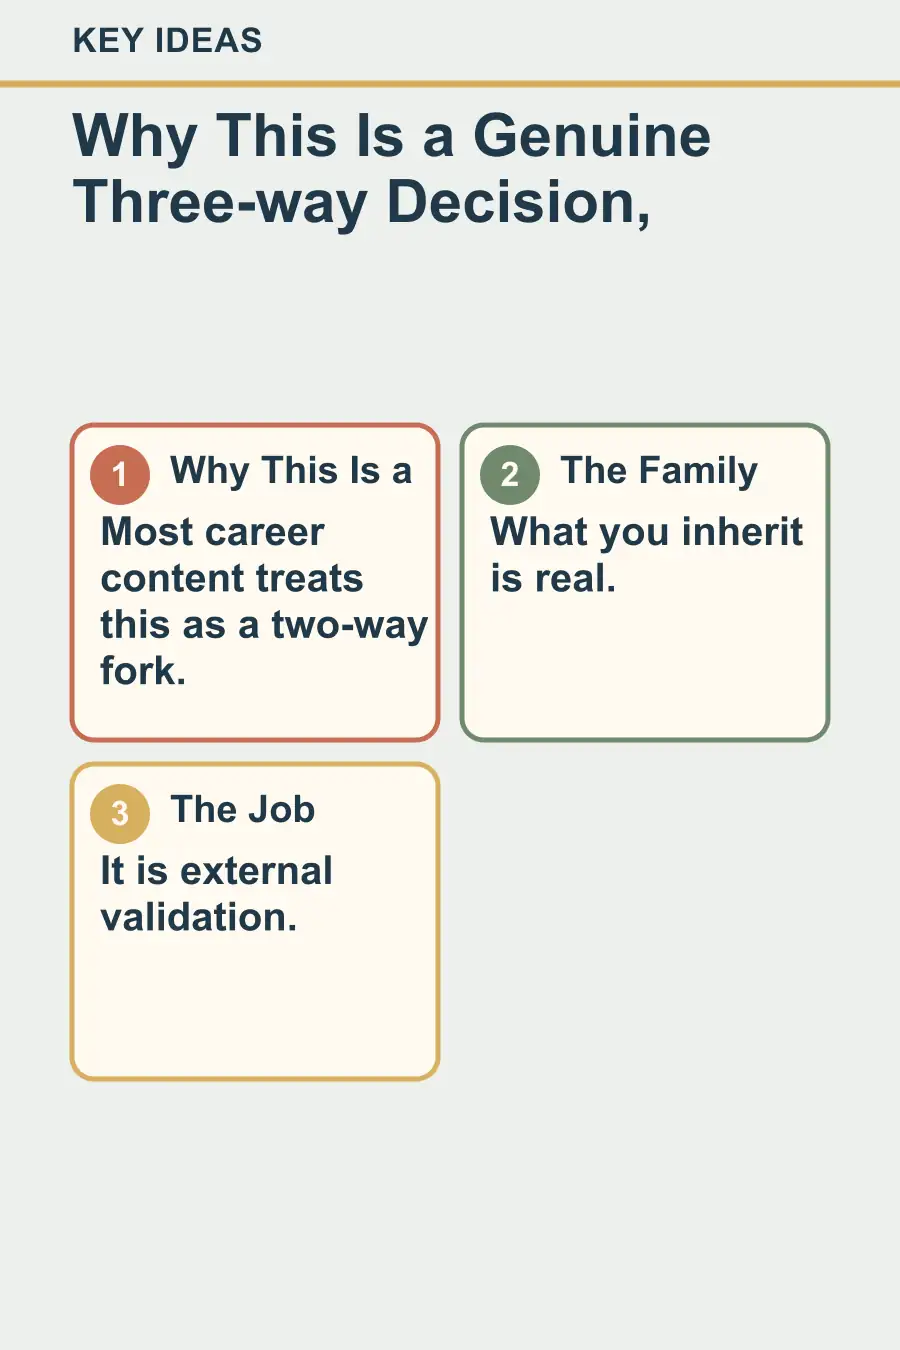 KEY IDEAS
Why This Is a Genuine
Three-way Decision,
1 Why This Is a
Most career
content treats
this as a two-way
fork.
2 The Family
What you inherit
is real.
3 The Job
It is external
validation.